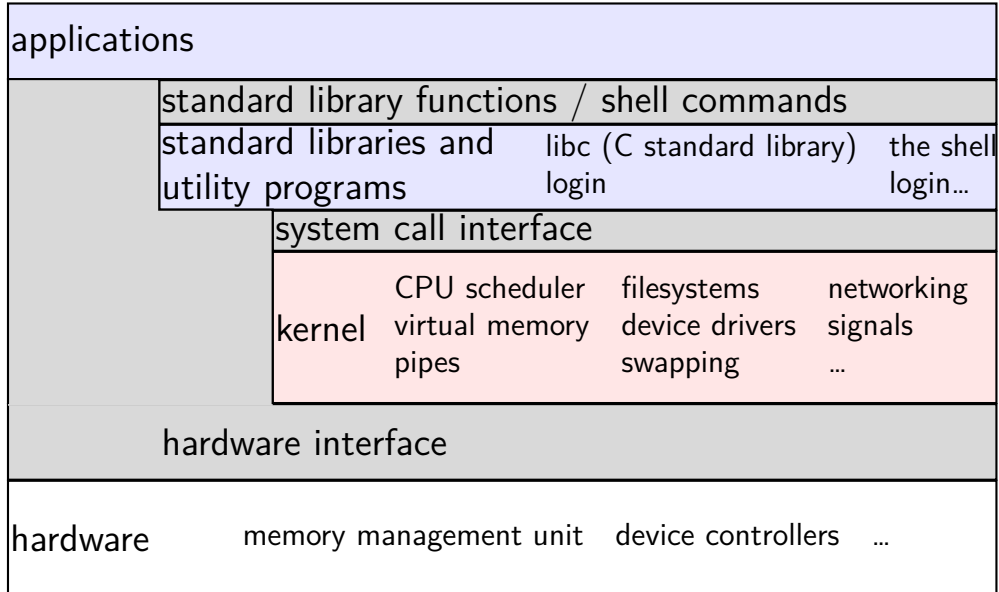 applications
standard library functions / shell commands
standard libraries and libc (C standard library) the shell
utility programs login login…
system call interface
CPU scheduler filesystems networking
kernel virtual memory device drivers signals
pipes swapping …
hardware interface
hardware memory management unit device controllers …